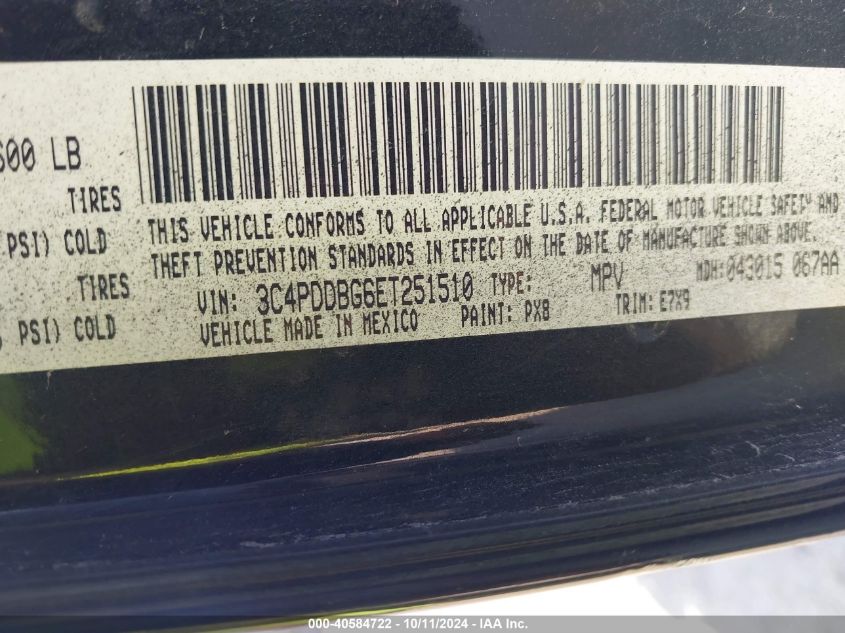 600 LB
TIRES
PSI) COLD
TIRES
PSI) COLD
THIS VEHICLE CONFORMS TO ALL APPLICABLE U.S.A. FEDERAL MOTOR VEHICLE SAFETY AND
THEFT PREVENTION STANDARDS IN EFFECT ON THE DATE OF MANUFACTURE SHOWN ABOVE.
VIN: 3C4PDDBG6ET251510 TYPE: MPV MDH: 043015 067AA
VEHICLE MADE IN MEXICO PAINT: PX8 TRIM: E7X9
000-40584722 - 10/11/2024 - IAA Inc.